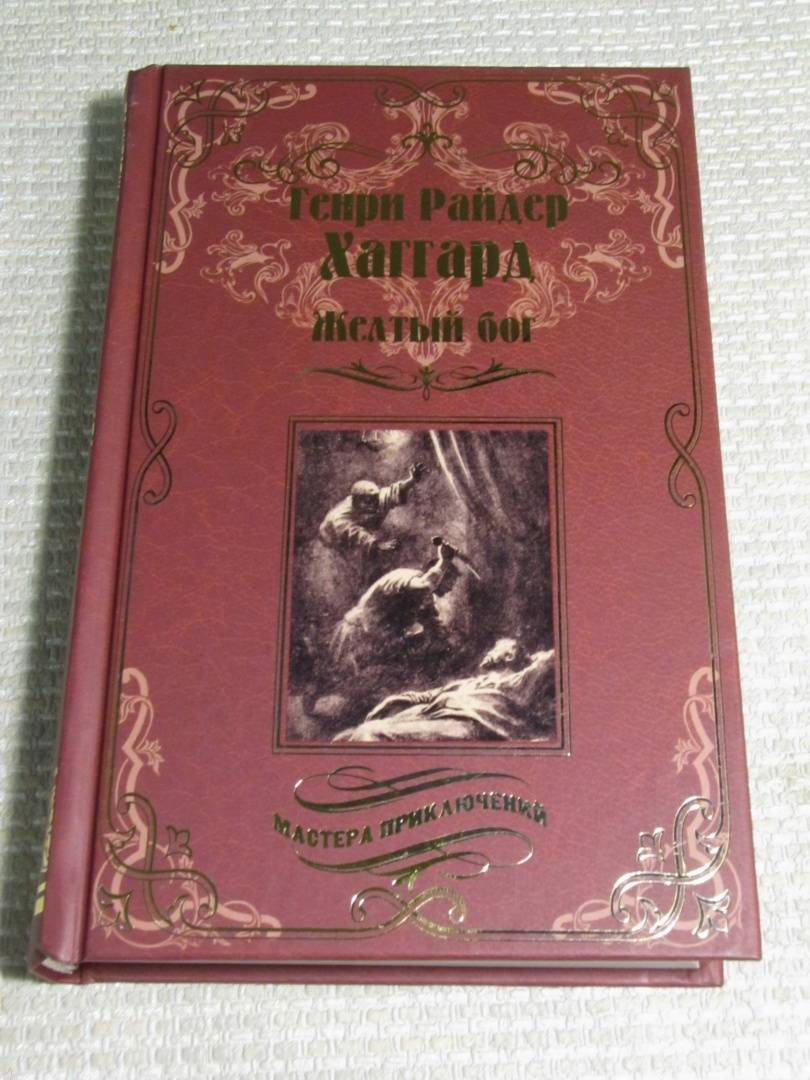 Генри Райдер
Хаггард
Желтый бог
МАСТЕРА ПРИКЛЮЧЕНИЙ